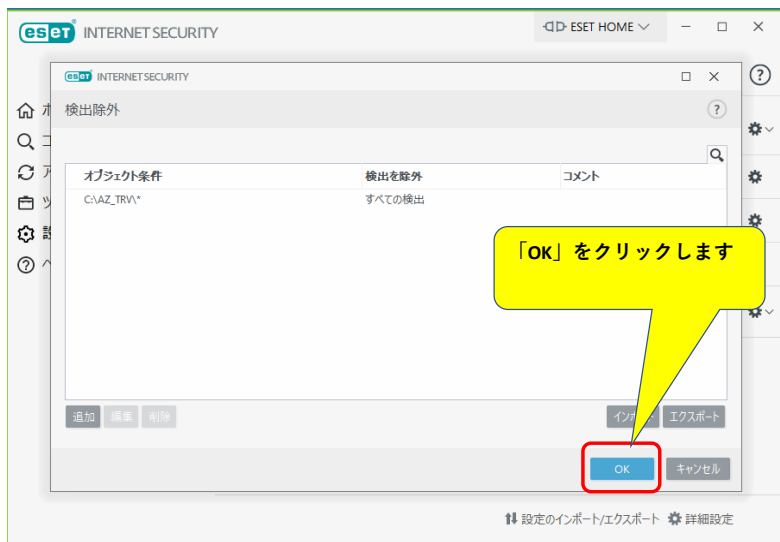 eset INTERNET SECURITY
ESET HOME
eset INTERNET SECURITY
検出除外
オブジェクト条件 検出を除外 コメント
C:\AZ_TRV\* すべての検出
「OK」をクリックします
追加 編集 削除 エクスポート
OK キャンセル
設定のインポート/エクスポート 詳細設定